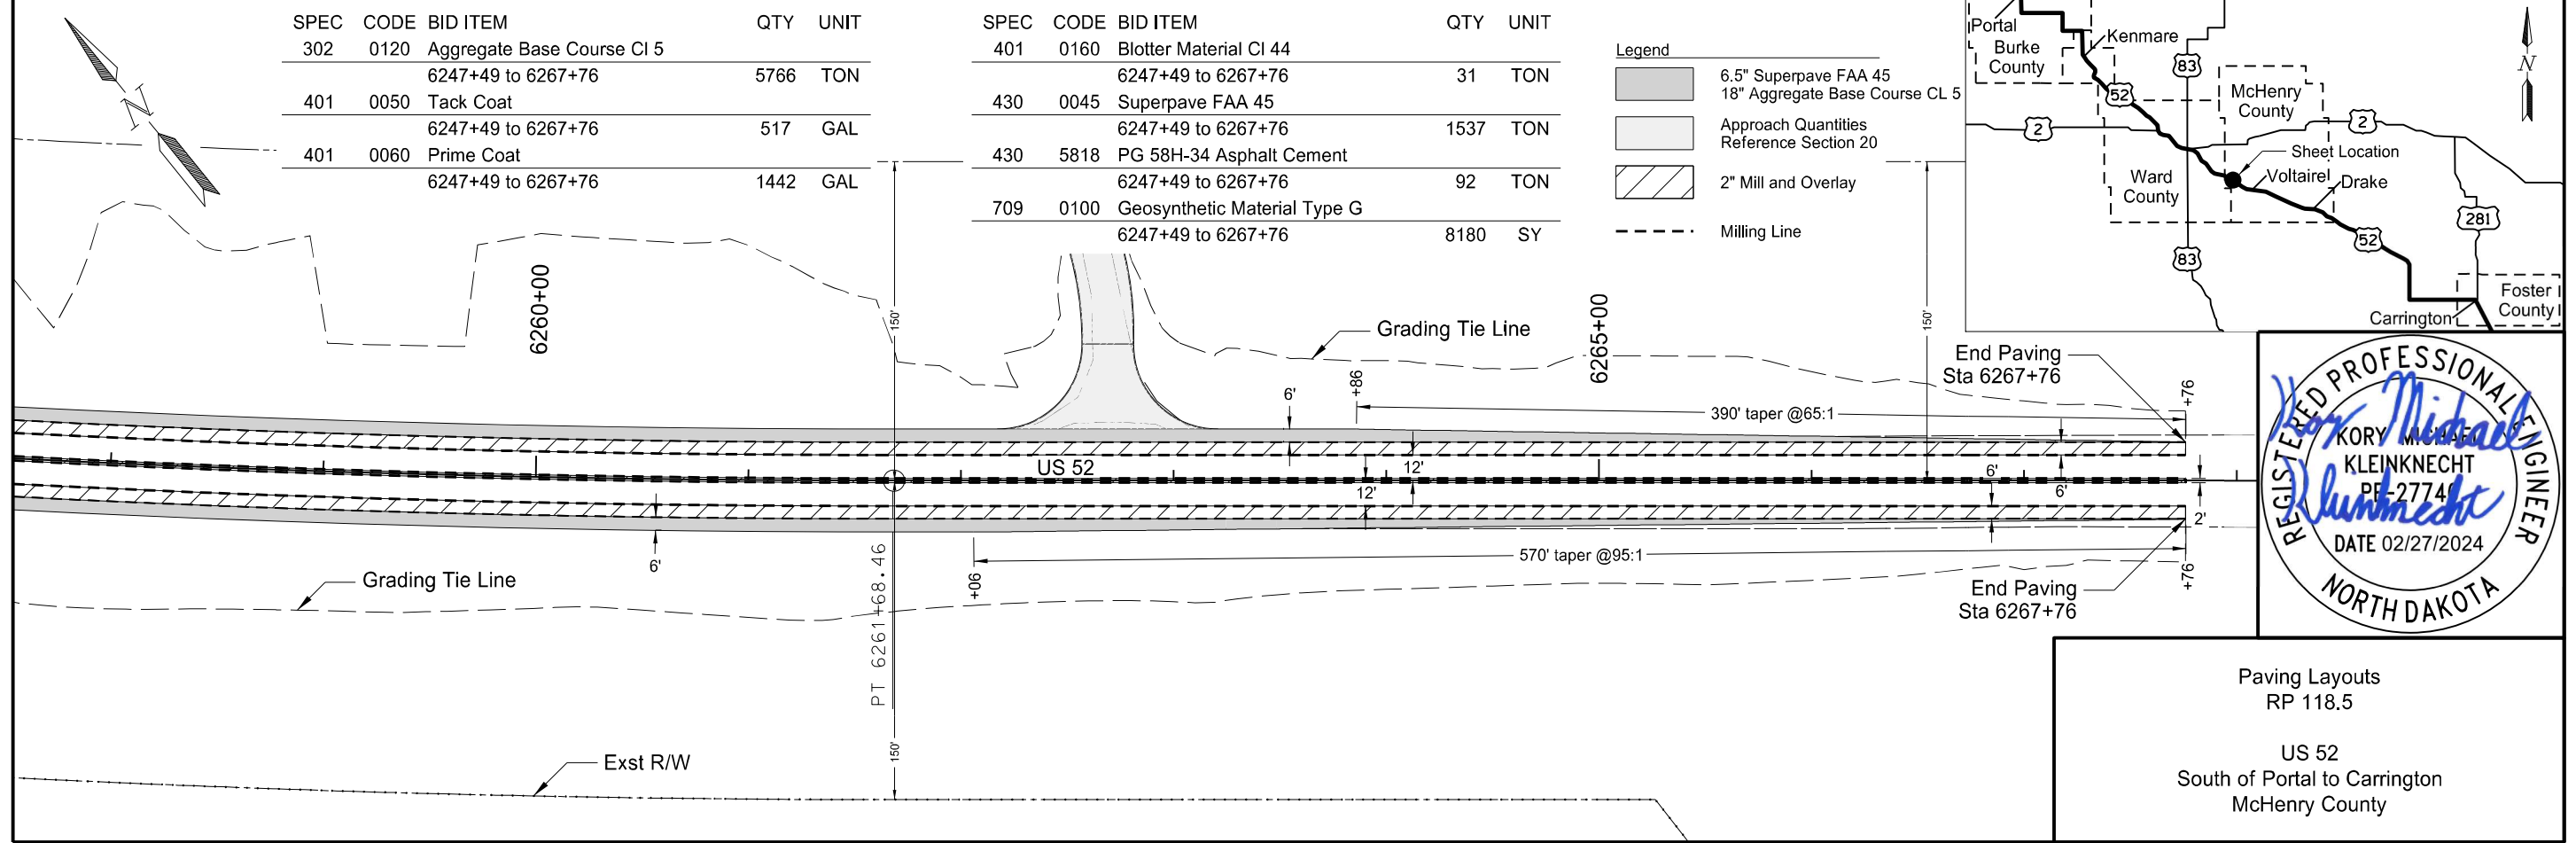 SPEC CODE BID ITEM QTY UNIT
302 0120 Aggregate Base Course Cl 5
6247+49 to 6267+76 5766 TON
401 0050 Tack Coat
6247+49 to 6267+76 517 GAL
401 0060 Prime Coat
6247+49 to 6267+76 1442 GAL
SPEC CODE BID ITEM QTY UNIT
401 0160 Blotter Material Cl 44
6247+49 to 6267+76 31 TON
430 0045 Superpave FAA 45
6247+49 to 6267+76 1537 TON
430 5818 PG 58H-34 Asphalt Cement
6247+49 to 6267+76 92 TON
709 0100 Geosynthetic Material Type G
6247+49 to 6267+76 8180 SY
Legend
6.5" Superpave FAA 45
18" Aggregate Base Course CL 5
Approach Quantities
Reference Section 20
2" Mill and Overlay
Milling Line
Portal
Burke
County
Kenmare
83
52
McHenry
County
2
2
Sheet Location
Ward
County
Voltaire
Drake
281
52
83
Foster
County
Carrington
N
N
6260+00
150'
Grading Tie Line
6265+00
150'
End Paving
Sta 6267+76
+86
6'
390' taper @65:1
+76
US 52
12'
12'
6'
6'
2'
6'
+06
570' taper @95:1
+76
Grading Tie Line
PT 6261+68.46
End Paving
Sta 6267+76
Exst R/W
150'
REGISTERED PROFESSIONAL ENGINEER
Kory Michael
Kleinknecht
KORY MICHAEL
KLEINKNECHT
PE-27740
DATE 02/27/2024
NORTH DAKOTA
Paving Layouts
RP 118.5
US 52
South of Portal to Carrington
McHenry County